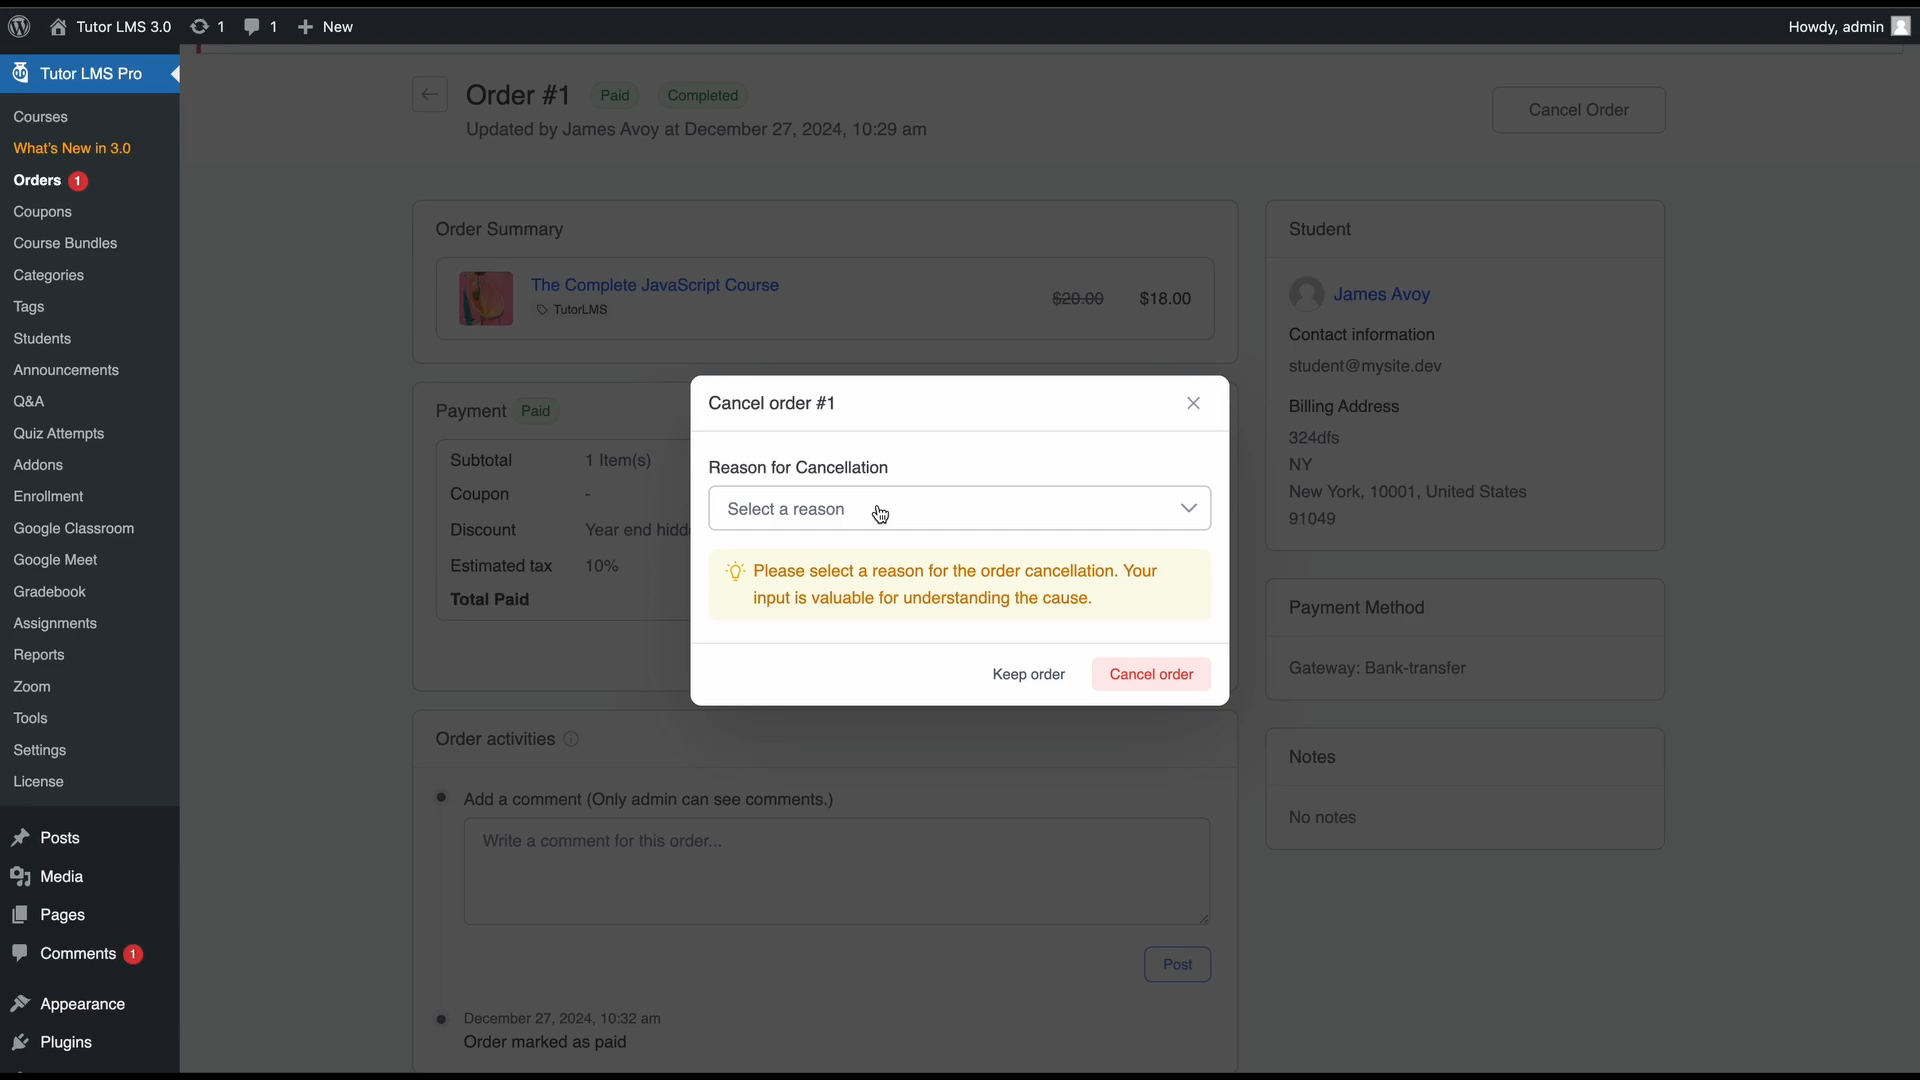 Tutor LMS 3.0 1 1 New Howdy, admin
Tutor LMS Pro
Courses
What's New in 3.0
Orders 1
Coupons
Course Bundles
Categories
Tags
Students
Announcements
Q&A
Quiz Attempts
Addons
Enrollment
Google Classroom
Google Meet
Gradebook
Assignments
Reports
Zoom
Tools
Settings
License
Posts
Media
Pages
Comments 1
Appearance
Plugins
Order #1 Paid Completed
Updated by James Avoy at December 27, 2024, 10:29 am
Cancel Order
Order Summary
The Complete JavaScript Course
TutorLMS
$20.00 $18.00
Payment Paid
Subtotal 1 Item(s)
Coupon -
Discount Year end hidd
Estimated tax 10%
Total Paid
Cancel order #1
Reason for Cancellation
Select a reason
Please select a reason for the order cancellation. Your
input is valuable for understanding the cause.
Keep order Cancel order
Order activities
Add a comment (Only admin can see comments.)
Write a comment for this order...
Post
December 27, 2024, 10:32 am
Order marked as paid
Student
James Avoy
Contact information
student@mysite.dev
Billing Address
324dfs
NY
New York, 10001, United States
91049
Payment Method
Gateway: Bank-transfer
Notes
No notes